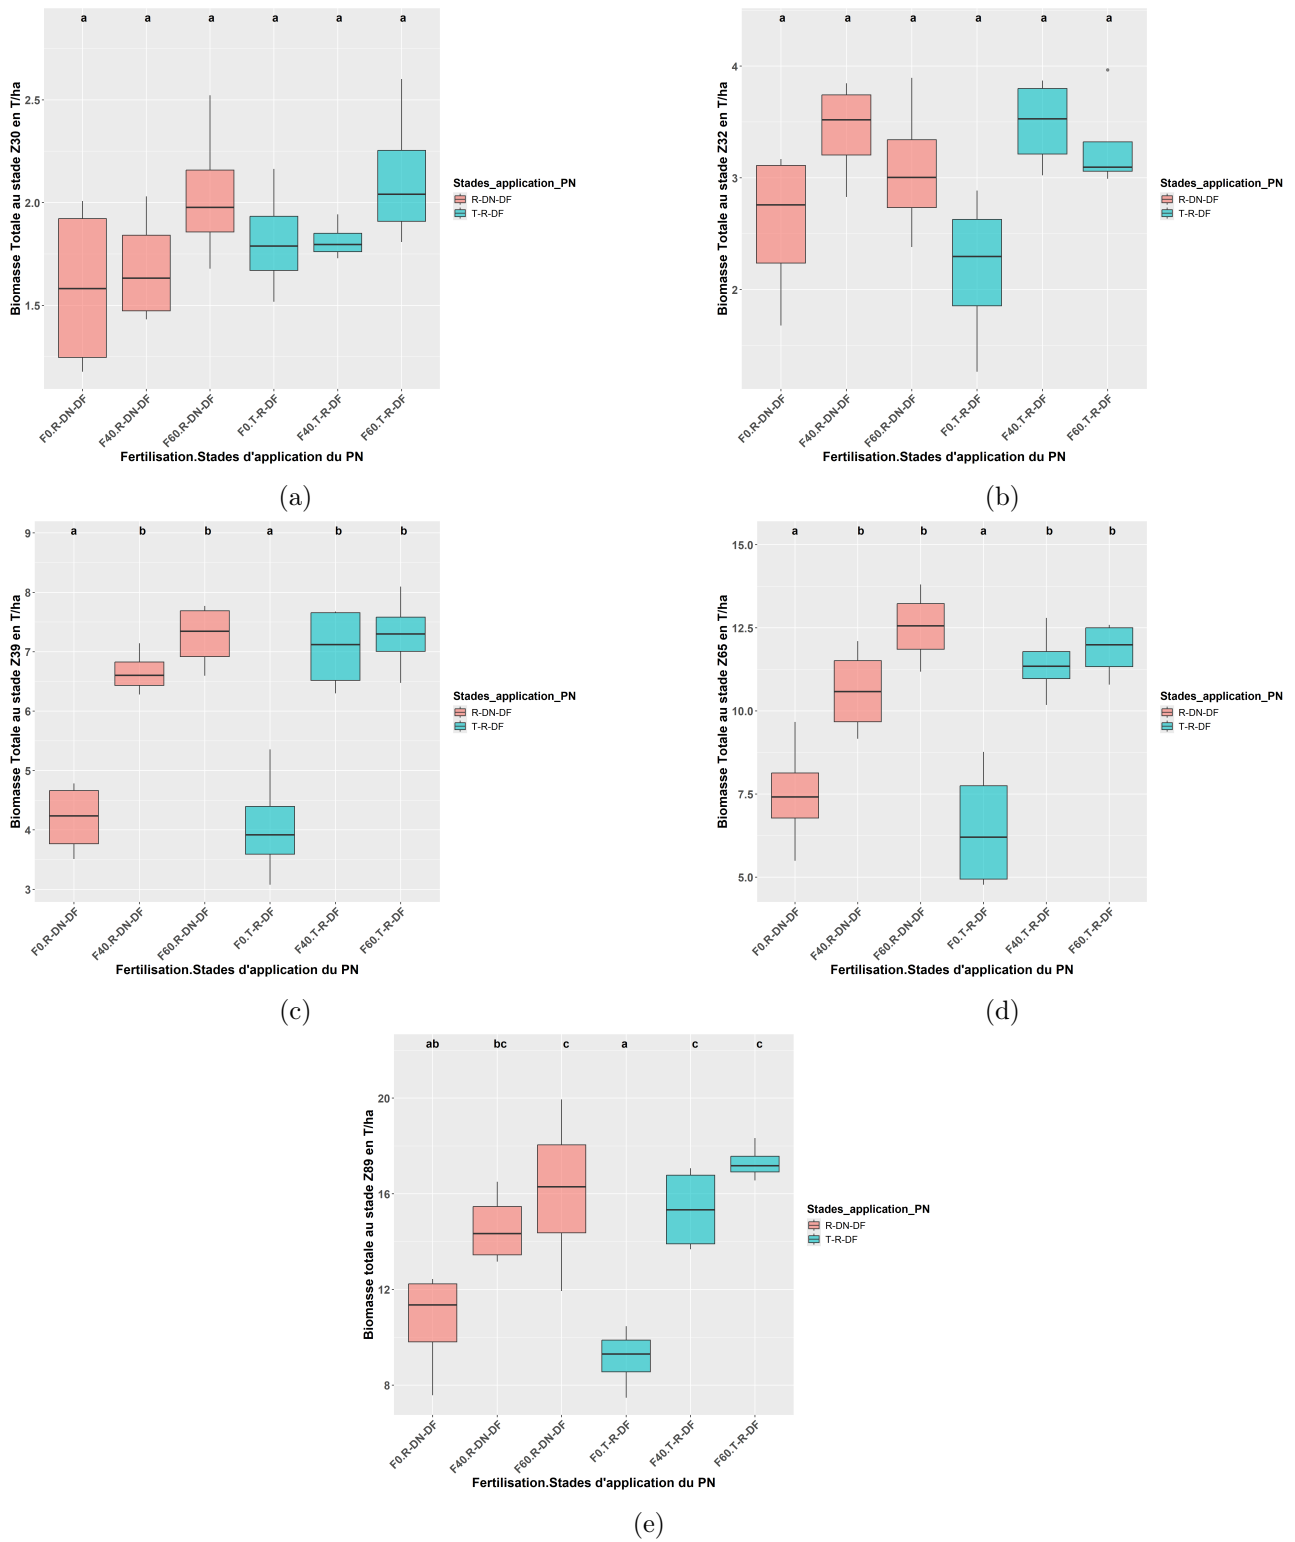 a a a a a a
Biomasse Totale au stade Z30 en T/ha
2.5
2.0
1.5
F0.R-DN-DF
F40.R-DN-DF
F60.R-DN-DF
F0.T-R-DF
F40.T-R-DF
F60.T-R-DF
Fertilisation.Stades d'application du PN
Stades_application_PN
R-DN-DF
T-R-DF
(a)
a a a a a a
Biomasse Totale au stade Z32 en T/ha
4
3
2
F0.R-DN-DF
F40.R-DN-DF
F60.R-DN-DF
F0.T-R-DF
F40.T-R-DF
F60.T-R-DF
Fertilisation.Stades d'application du PN
Stades_application_PN
R-DN-DF
T-R-DF
(b)
a b b a b b
Biomasse Totale au stade Z39 en T/ha
9
8
7
6
5
4
3
F0.R-DN-DF
F40.R-DN-DF
F60.R-DN-DF
F0.T-R-DF
F40.T-R-DF
F60.T-R-DF
Fertilisation.Stades d'application du PN
Stades_application_PN
R-DN-DF
T-R-DF
(c)
a b b a b b
Biomasse Totale au stade Z65 en T/ha
15.0
12.5
10.0
7.5
5.0
F0.R-DN-DF
F40.R-DN-DF
F60.R-DN-DF
F0.T-R-DF
F40.T-R-DF
F60.T-R-DF
Fertilisation.Stades d'application du PN
Stades_application_PN
R-DN-DF
T-R-DF
(d)
ab bc c a c c
Biomasse totale au stade Z89 en T/ha
20
16
12
8
F0.R-DN-DF
F40.R-DN-DF
F60.R-DN-DF
F0.T-R-DF
F40.T-R-DF
F60.T-R-DF
Fertilisation.Stades d'application du PN
Stades_application_PN
R-DN-DF
T-R-DF
(e)